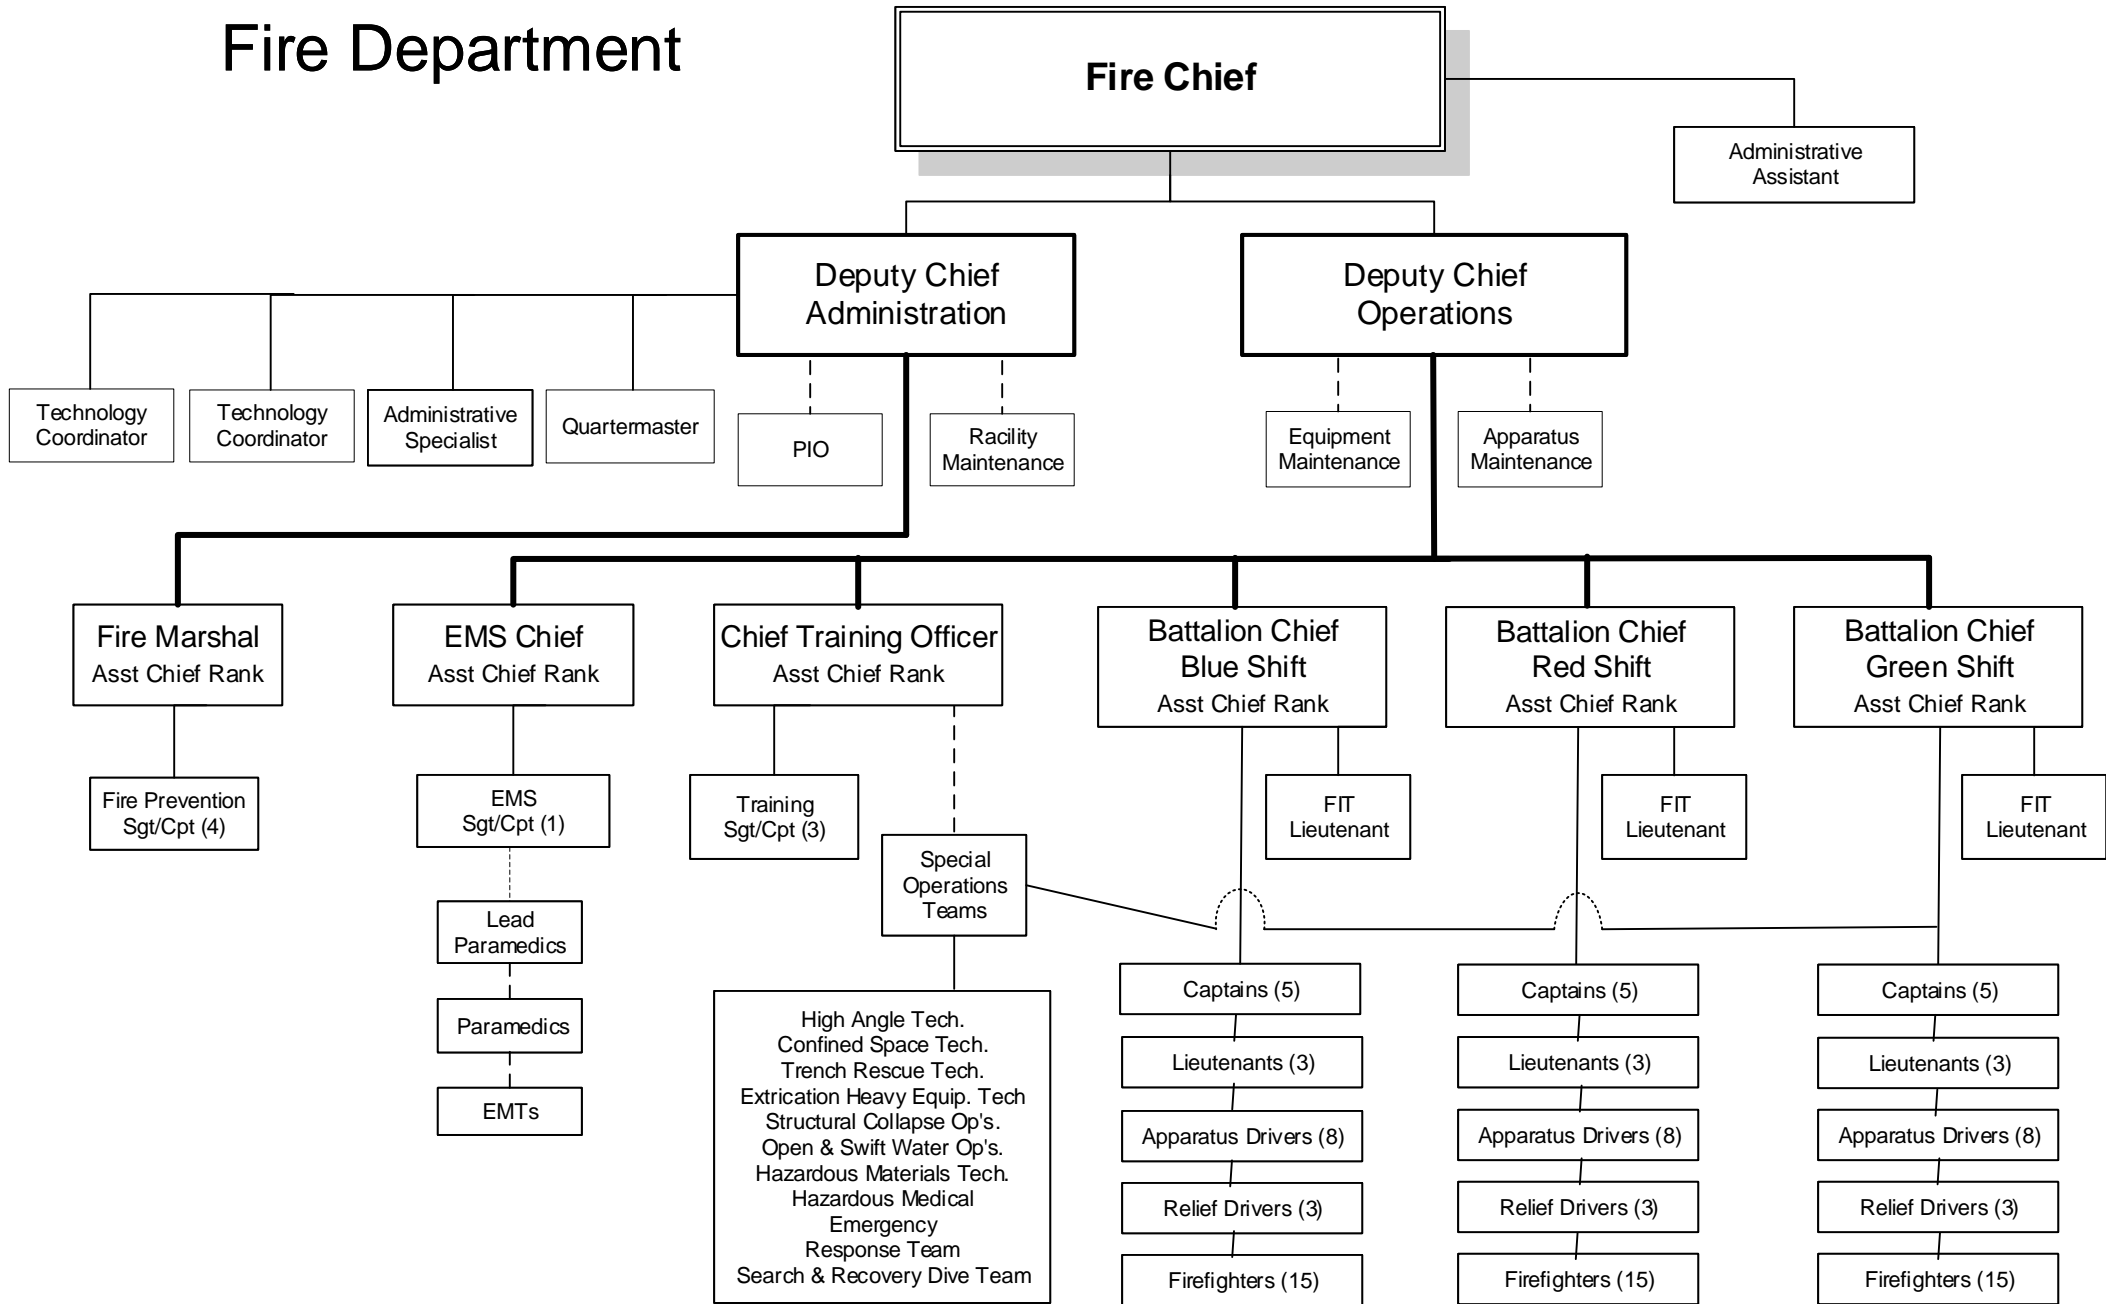 Fire Department
Fire Chief
Administrative
Assistant
Deputy Chief
Administration
Deputy Chief
Operations
Technology
Coordinator
Technology
Coordinator
Administrative
Specialist
Quartermaster
PIO
Racility
Maintenance
Equipment
Maintenance
Apparatus
Maintenance
Fire Marshal
Asst Chief Rank
EMS Chief
Asst Chief Rank
Chief Training Officer
Asst Chief Rank
Battalion Chief
Blue Shift
Asst Chief Rank
Battalion Chief
Red Shift
Asst Chief Rank
Battalion Chief
Green Shift
Asst Chief Rank
Fire Prevention
Sgt/Cpt (4)
EMS
Sgt/Cpt (1)
Training
Sgt/Cpt (3)
FIT
Lieutenant
FIT
Lieutenant
FIT
Lieutenant
Special
Operations
Teams
Lead
Paramedics
Paramedics
EMTs
High Angle Tech.
Confined Space Tech.
Trench Rescue Tech.
Extrication Heavy Equip. Tech
Structural Collapse Op's.
Open & Swift Water Op's.
Hazardous Materials Tech.
Hazardous Medical
Emergency
Response Team
Search & Recovery Dive Team
Captains (5)
Lieutenants (3)
Apparatus Drivers (8)
Relief Drivers (3)
Firefighters (15)
Captains (5)
Lieutenants (3)
Apparatus Drivers (8)
Relief Drivers (3)
Firefighters (15)
Captains (5)
Lieutenants (3)
Apparatus Drivers (8)
Relief Drivers (3)
Firefighters (15)